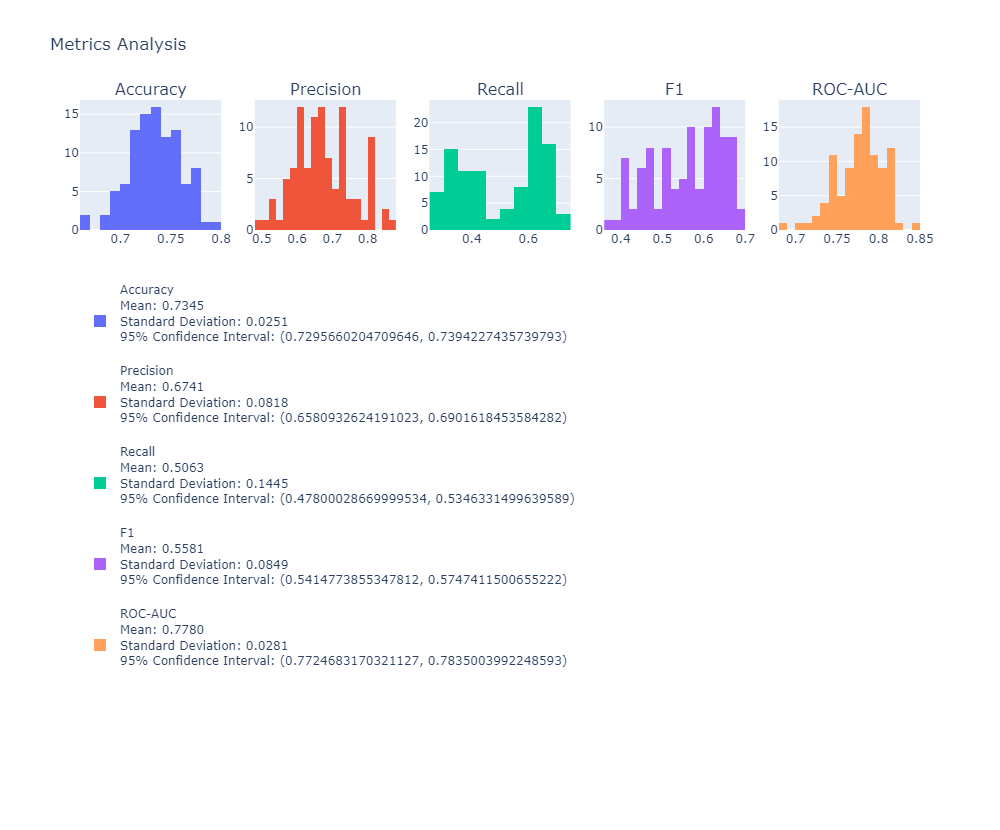 Metrics Analysis
Accuracy Precision Recall F1 ROC-AUC
15
10
5
0
0.7 0.75 0.8
10
5
0
0.5 0.6 0.7 0.8
20
15
10
5
0
0.4 0.6
10
5
0
0.4 0.5 0.6 0.7
15
10
5
0
0.7 0.75 0.8 0.85
Accuracy
Mean: 0.7345
Standard Deviation: 0.0251
95% Confidence Interval: (0.7295660204709646, 0.7394227435739793)
Precision
Mean: 0.6741
Standard Deviation: 0.0818
95% Confidence Interval: (0.6580932624191023, 0.6901618453584282)
Recall
Mean: 0.5063
Standard Deviation: 0.1445
95% Confidence Interval: (0.47800028669999534, 0.5346331499639589)
F1
Mean: 0.5581
Standard Deviation: 0.0849
95% Confidence Interval: (0.5414773855347812, 0.5747411500655222)
ROC-AUC
Mean: 0.7780
Standard Deviation: 0.0281
95% Confidence Interval: (0.7724683170321127, 0.7835003992248593)